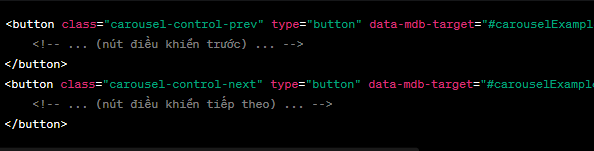 <button class="carousel-control-prev" type="button" data-mdb-target="#carouselExampl
<!-- ... (nút điều khiển trước) ... -->
</button>
<button class="carousel-control-next" type="button" data-mdb-target="#carouselExample
<!-- ... (nút điều khiển tiếp theo) ... -->
</button>